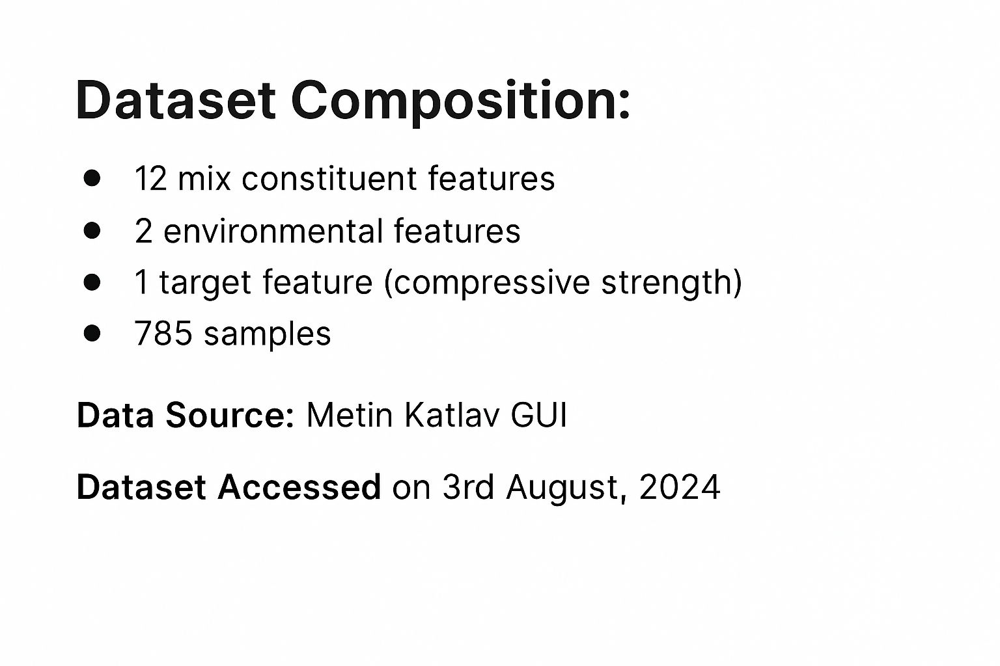 Dataset Composition:
● 12 mix constituent features
● 2 environmental features
● 1 target feature (compressive strength)
● 785 samples
Data Source: Metin Katlav GUI
Dataset Accessed on 3rd August, 2024